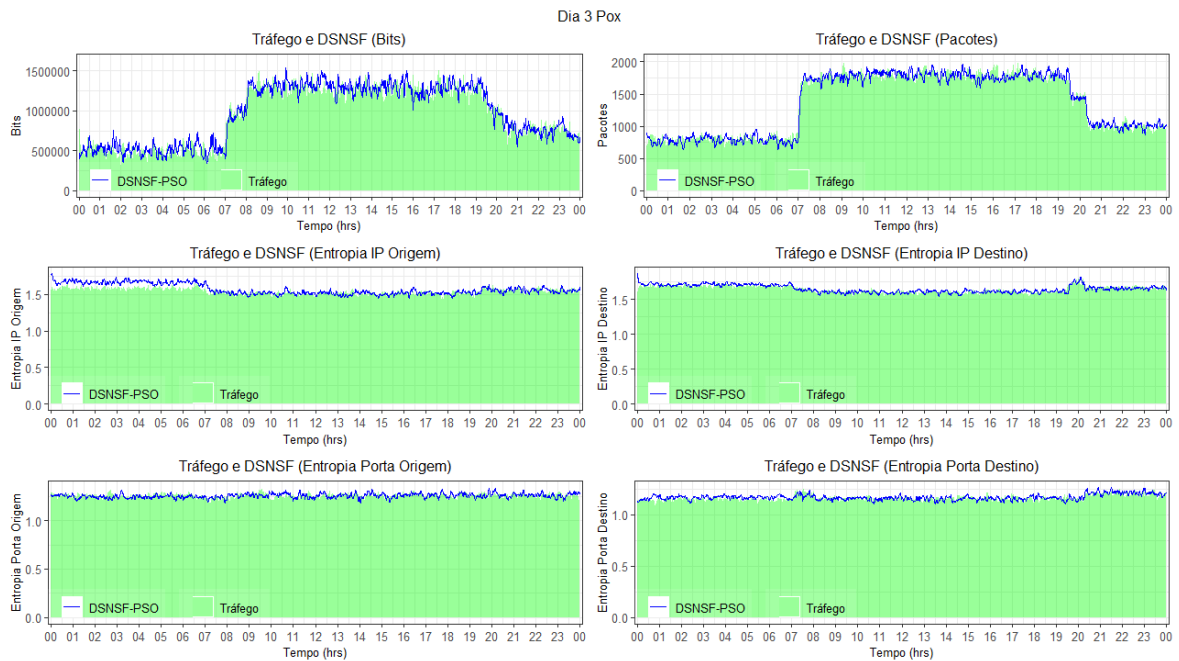 Dia 3 Pox
Tráfego e DSNSF (Bits)
Bits
1500000
1000000
500000
0
DSNSF-PSO Tráfego
00 01 02 03 04 05 06 07 08 09 10 11 12 13 14 15 16 17 18 19 20 21 22 23 00
Tempo (hrs)
Tráfego e DSNSF (Pacotes)
Pacotes
2000
1500
1000
500
0
DSNSF-PSO Tráfego
00 01 02 03 04 05 06 07 08 09 10 11 12 13 14 15 16 17 18 19 20 21 22 23 00
Tempo (hrs)
Tráfego e DSNSF (Entropia IP Origem)
Entropia IP Origem
1.5
1.0
0.5
0.0
DSNSF-PSO Tráfego
00 01 02 03 04 05 06 07 08 09 10 11 12 13 14 15 16 17 18 19 20 21 22 23 00
Tempo (hrs)
Tráfego e DSNSF (Entropia IP Destino)
Entropia IP Destino
1.5
1.0
0.5
0.0
DSNSF-PSO Tráfego
00 01 02 03 04 05 06 07 08 09 10 11 12 13 14 15 16 17 18 19 20 21 22 23 00
Tempo (hrs)
Tráfego e DSNSF (Entropia Porta Origem)
Entropia Porta Origem
1.0
0.5
0.0
DSNSF-PSO Tráfego
00 01 02 03 04 05 06 07 08 09 10 11 12 13 14 15 16 17 18 19 20 21 22 23 00
Tempo (hrs)
Tráfego e DSNSF (Entropia Porta Destino)
Entropia Porta Destino
1.0
0.5
0.0
DSNSF-PSO Tráfego
00 01 02 03 04 05 06 07 08 09 10 11 12 13 14 15 16 17 18 19 20 21 22 23 00
Tempo (hrs)